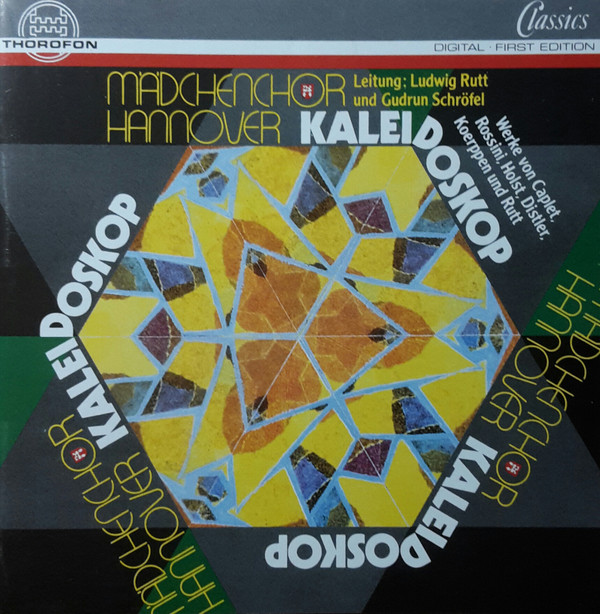 THOROFON
Classics
DIGITAL · FIRST EDITION
MÄDCHENCHOR
HANNOVER
Leitung: Ludwig Rutt
und Gudrun Schröfel
KALEIDOSKOP
Werke von Caplet,
Rossini, Holst, Distler,
Koerppen und Rutt
KALEIDOSKOP
MÄDCHENCHOR
HANNOVER
KALEIDOSKOP
MÄDCHENCHOR
HANNOVER